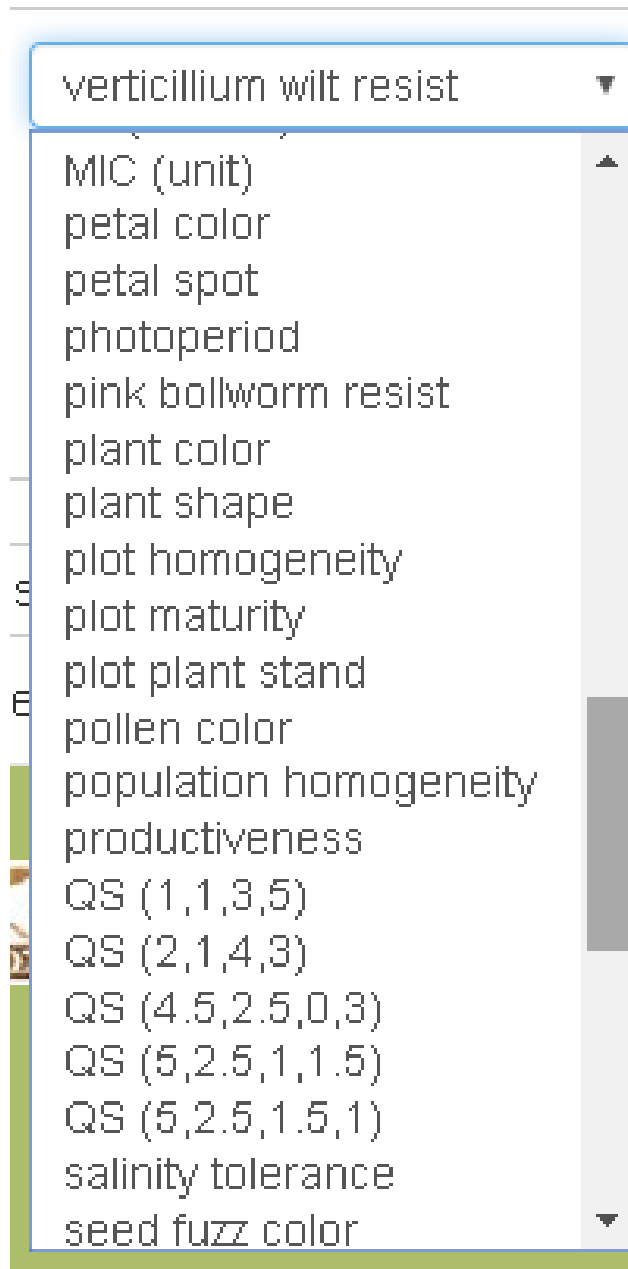 verticillium wilt resist
MIC (unit)
petal color
petal spot
photoperiod
pink bollworm resist
plant color
plant shape
plot homogeneity
plot maturity
plot plant stand
pollen color
population homogeneity
productiveness
QS (1,1,3,5)
QS (2,1,4,3)
QS (4.5,2.5,0,3)
QS (5,2.5,1,1.5)
QS (5,2.5,1.5,1)
salinity tolerance
seed fuzz color